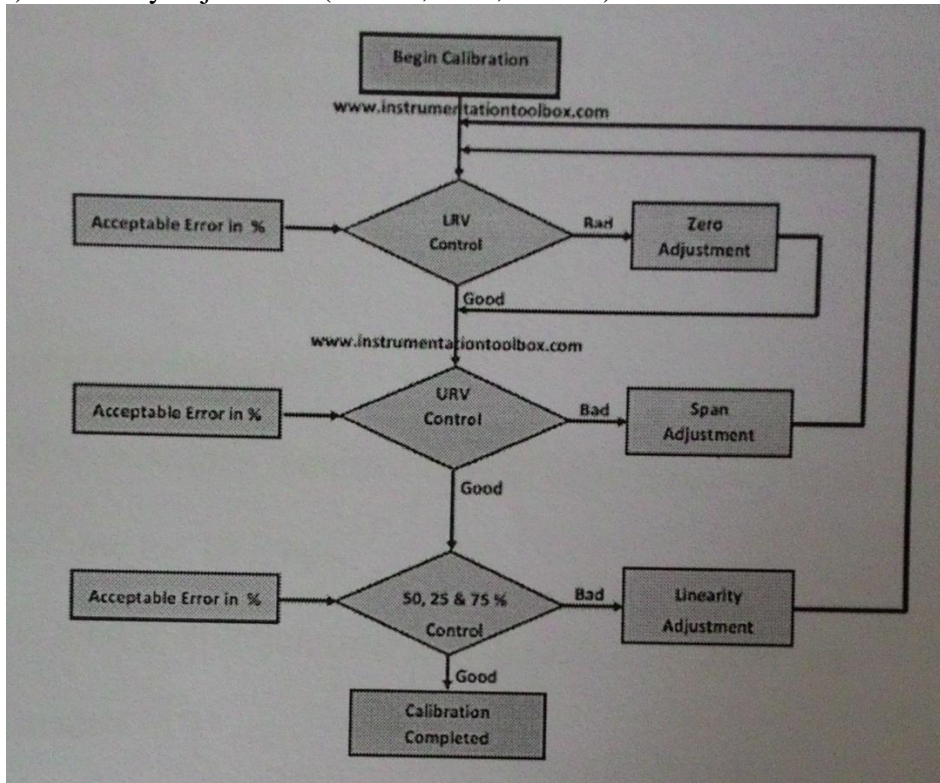 Begin Calibration
www.instrumentationtoolbox.com
Acceptable Error in %
LRV
Control
Bad
Zero
Adjustment
Good
www.instrumentationtoolbox.com
Acceptable Error in %
URV
Control
Bad
Span
Adjustment
Good
Acceptable Error in %
50, 25 & 75 %
Control
Bad
Linearity
Adjustment
Good
Calibration
Completed